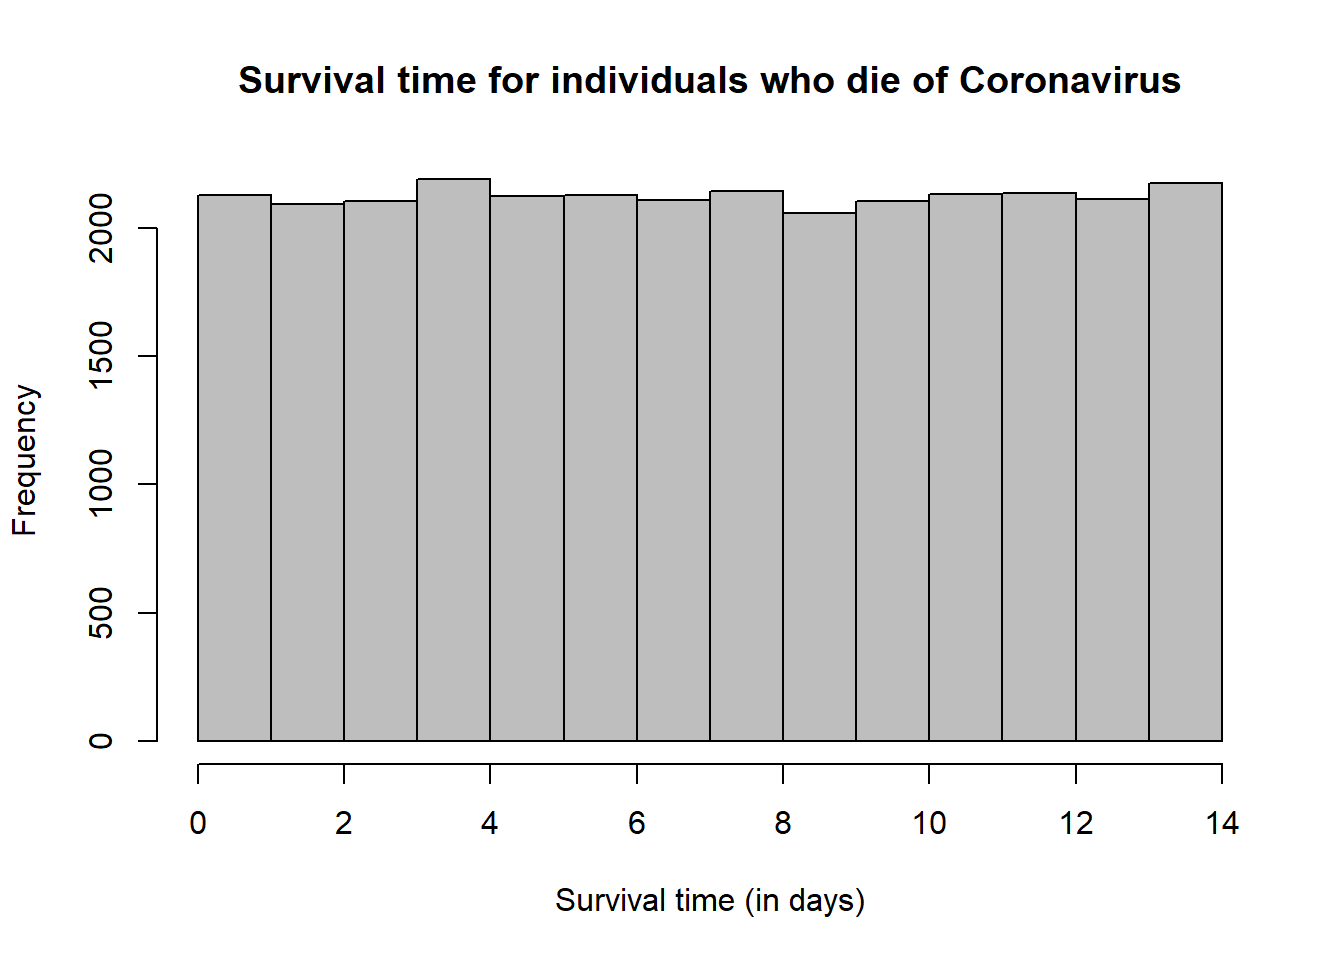 Survival time for individuals who die of Coronavirus
Frequency
2000
1500
1000
500
0
0 2 4 6 8 10 12 14
Survival time (in days)